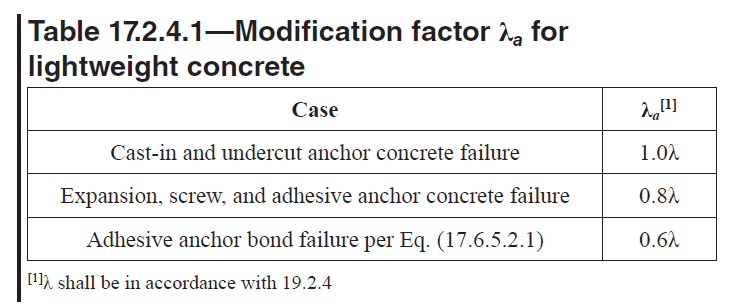 Table 17.2.4.1—Modification factor λa for
lightweight concrete
Case λa[1]
Cast-in and undercut anchor concrete failure 1.0λ
Expansion, screw, and adhesive anchor concrete failure 0.8λ
Adhesive anchor bond failure per Eq. (17.6.5.2.1) 0.6λ
[1]λ shall be in accordance with 19.2.4